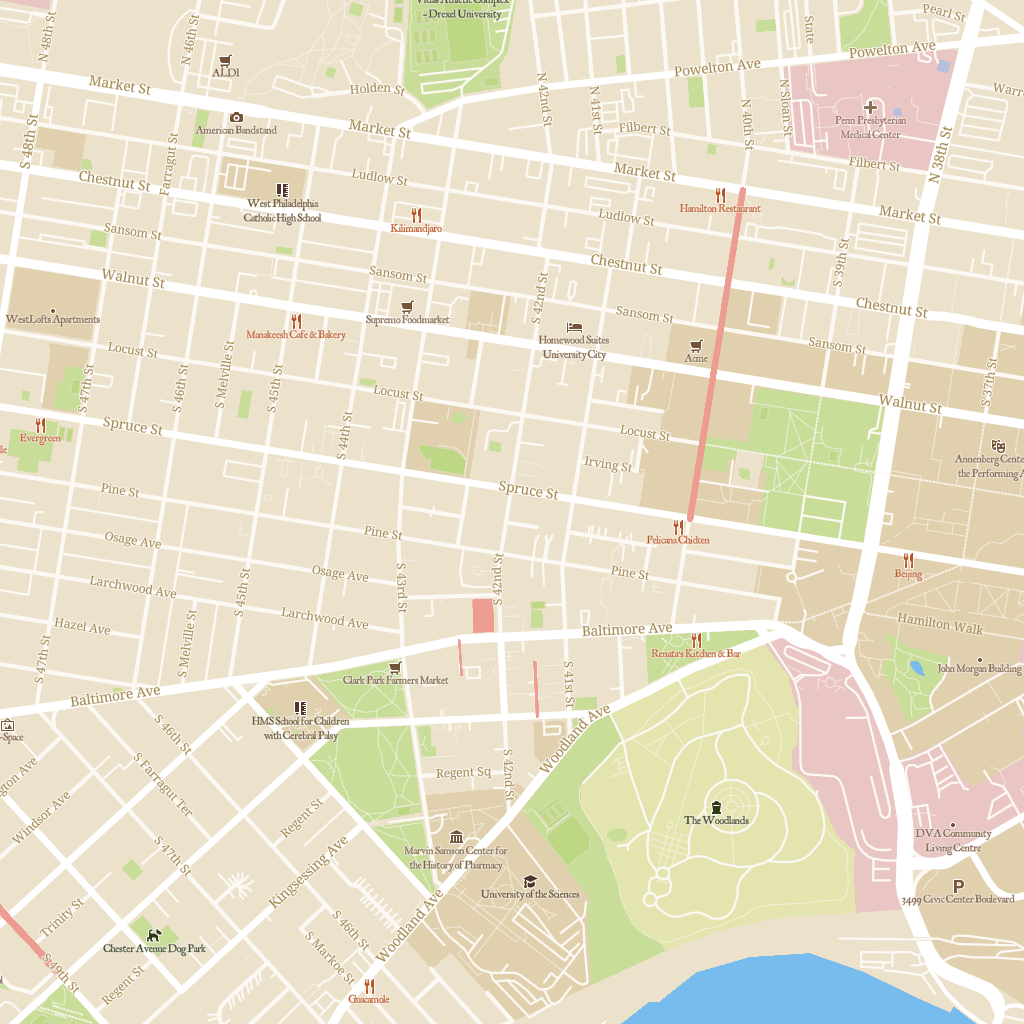 Vidas Athletic Complex
– Drexel University
Pearl St
State
N 48th St
N 46th St
ALDI
Market St
Holden St
Powelton Ave
Powelton Ave
N 42nd St
N 41st St
N 40th St
N Sloan St
Penn Presbyterian
Medical Center
Filbert St
Filbert St
N 38th St
American Bandstand
Market St
S 48th St
Farragut St
Chestnut St
West Philadelphia
Catholic High School
Ludlow St
Market St
Hamilton Restaurant
Market St
Kilimandjaro
Ludlow St
Sansom St
Chestnut St
S 39th St
Walnut St
Sansom St
S 42nd St
Chestnut St
WestLofts Apartments
Manakeesh Cafe & Bakery
Supremo Foodmarket
Homewood Suites
University City
Sansom St
Acme
Sansom St
Locust St
S 47th St
S 46th St
S Melville St
S 45th St
Locust St
S 37th St
Walnut St
Evergreen
Spruce St
S 44th St
Locust St
Irving St
Annenberg Center
Pine St
Spruce St
Pelicana Chicken
Osage Ave
Pine St
Osage Ave
S 43rd St
S 42nd St
Pine St
Beijing
Larchwood Ave
S 45th St
Larchwood Ave
Hazel Ave
S Melville St
S 47th St
Baltimore Ave
Renata's Kitchen & Bar
Hamilton Walk
John Morgan Building
Baltimore Ave
Clark Park Farmers Market
S 41st St
HMS School for Children
with Cerebral Palsy
S 46th St
Woodland Ave
Regent Sq
S 42nd St
S Farragut Ter
Windsor Ave
Regent St
The Woodlands
DVA Community
Living Centre
S 47th St
Kingsessing Ave
Marvin Samson Center for
the History of Pharmacy
University of the Sciences
3499 Civic Center Boulevard
Trinity St
Chester Avenue Dog Park
S 46th St
S Markoe St
Woodland Ave
S 49th St
Regent St
Guacamole